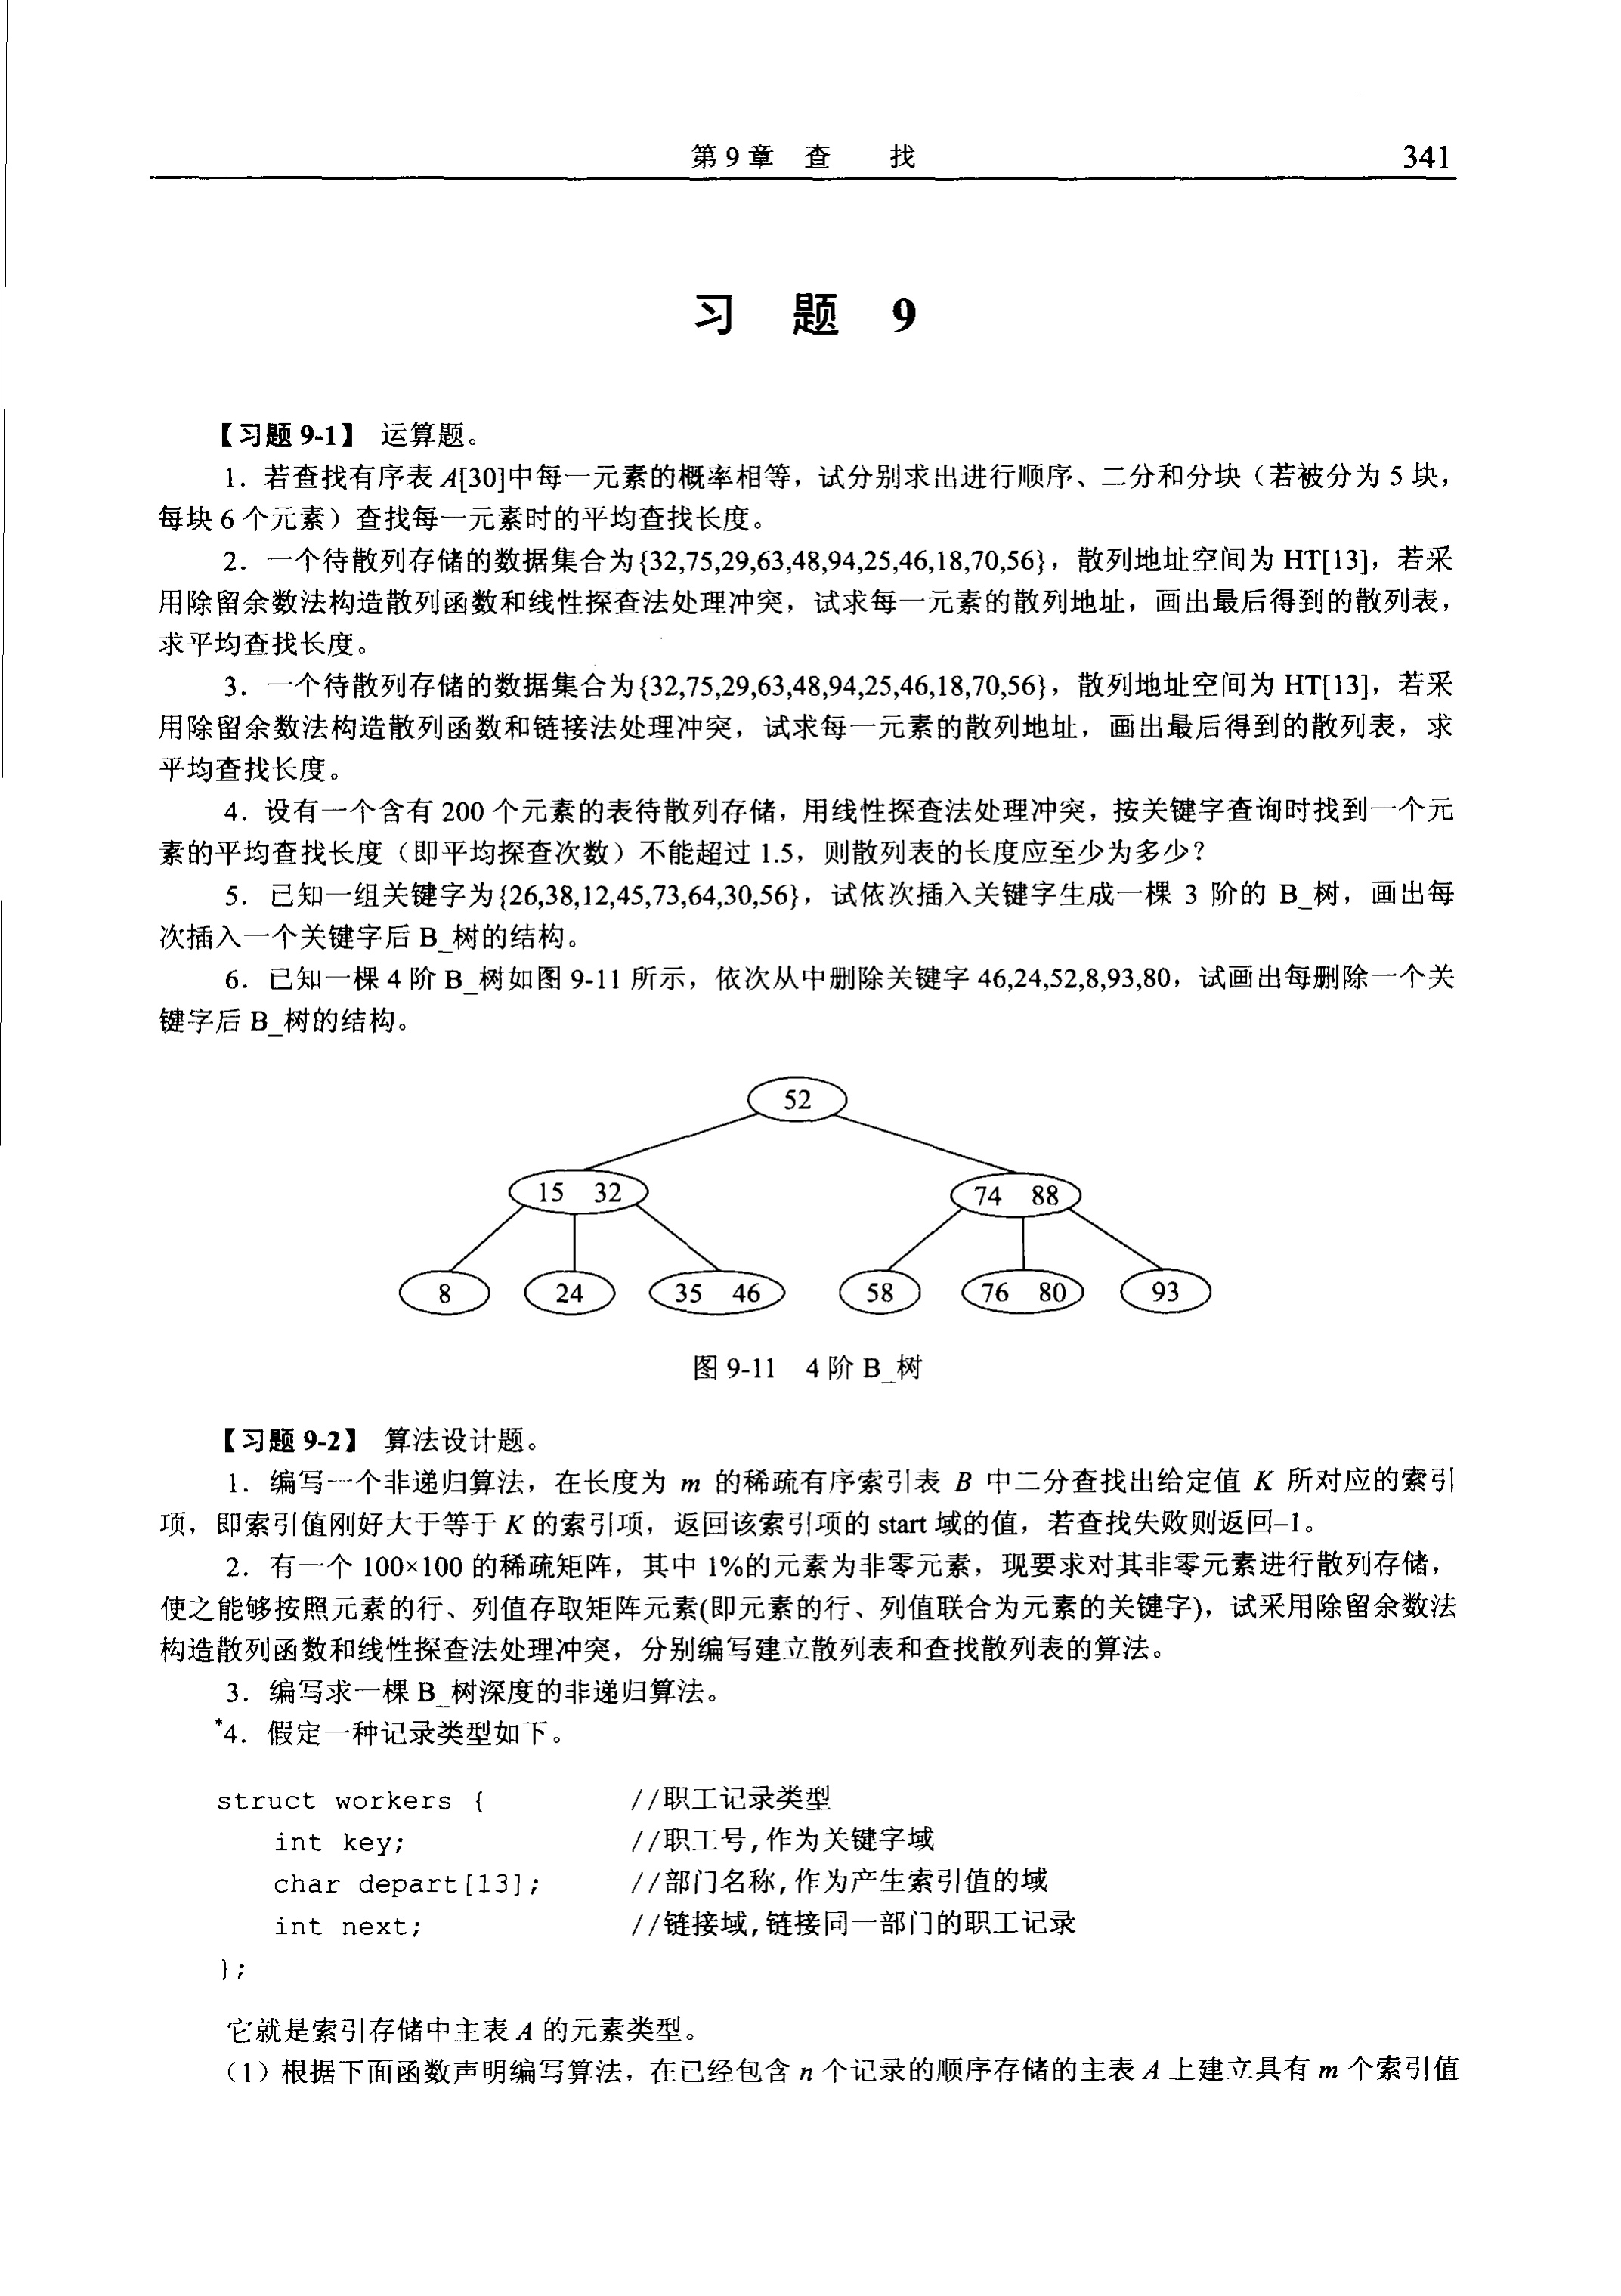 第9章 查 找 341
习 题 9
【习题 9-1】 运算题。
1．若查找有序表 A[30]中每一元素的概率相等，试分别求出进行顺序、二分和分块（若被分为 5 块，
每块 6 个元素）查找每一元素时的平均查找长度。
2．一个待散列存储的数据集合为{32,75,29,63,48,94,25,46,18,70,56}，散列地址空间为 HT[13]，若采
用除留余数法构造散列函数和线性探查法处理冲突，试求每一元素的散列地址，画出最后得到的散列表，
求平均查找长度。
3．一个待散列存储的数据集合为{32,75,29,63,48,94,25,46,18,70,56}，散列地址空间为 HT[13]，若采
用除留余数法构造散列函数和链接法处理冲突，试求每一元素的散列地址，画出最后得到的散列表，求
平均查找长度。
4．设有一个含有 200 个元素的表待散列存储，用线性探查法处理冲突，按关键字查询时找到一个元
素的平均查找长度（即平均探查次数）不能超过 1.5，则散列表的长度应至少为多少？
5．已知一组关键字为{26,38,12,45,73,64,30,56}，试依次插入关键字生成一棵 3 阶的 B_树，画出每
次插入一个关键字后 B_树的结构。
6．已知一棵 4 阶 B_树如图 9-11 所示，依次从中删除关键字 46,24,52,8,93,80，试画出每删除一个关
键字后 B_树的结构。
52
15 32 74 88
8 24 35 46 58 76 80 93
图 9-11 4 阶 B_树
【习题 9-2】 算法设计题。
1．编写一个非递归算法，在长度为 m 的稀疏有序索引表 B 中二分查找出给定值 K 所对应的索引
项，即索引值刚好大于等于 K 的索引项，返回该索引项的 start 域的值，若查找失败则返回–1。
2．有一个 100×100 的稀疏矩阵，其中 1%的元素为非零元素，现要求对其非零元素进行散列存储，
使之能够按照元素的行、列值存取矩阵元素(即元素的行、列值联合为元素的关键字)，试采用除留余数法
构造散列函数和线性探查法处理冲突，分别编写建立散列表和查找散列表的算法。
3．编写求一棵 B_树深度的非递归算法。
*4．假定一种记录类型如下。
struct workers { //职工记录类型
int key; //职工号,作为关键字域
char depart[13]; //部门名称,作为产生索引值的域
int next; //链接域,链接同一部门的职工记录
};
它就是索引存储中主表 A 的元素类型。
（1）根据下面函数声明编写算法，在已经包含 n 个记录的顺序存储的主表 A 上建立具有 m 个索引值